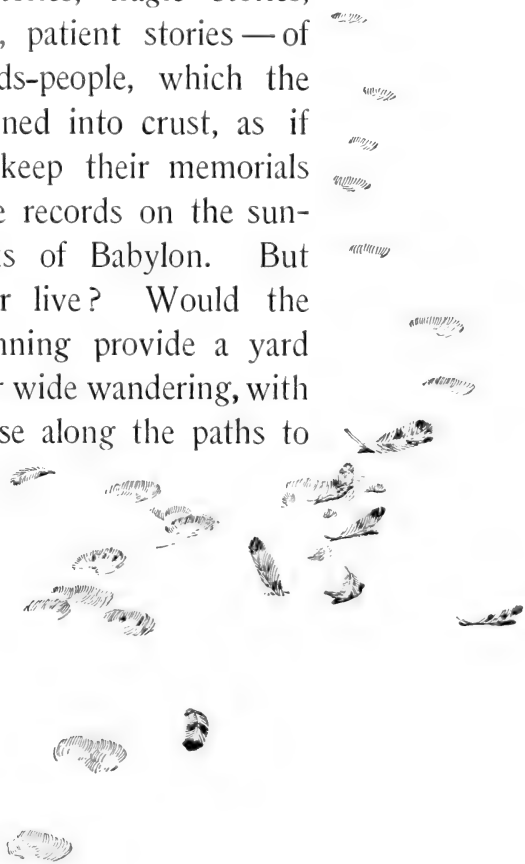 , patient stories — of
ds-people, which the
ned into crust, as if
keep their memorials
e records on the sun-
s of Babylon. But
r live? Would the
nning provide a yard
r wide wandering, with
se along the paths to